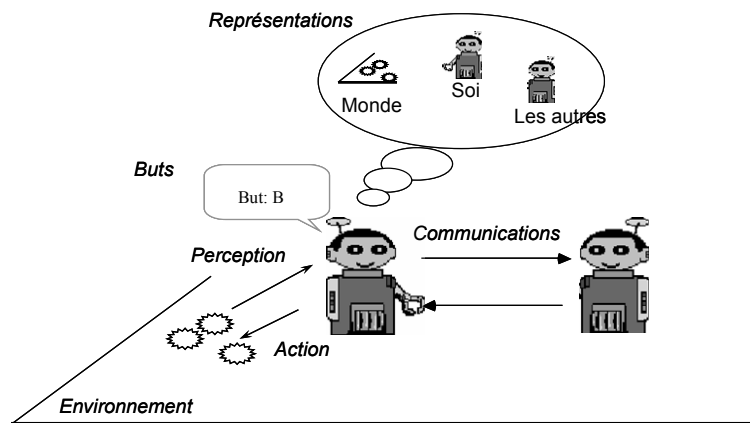 Représentations
Monde
Soi
Les autres
Buts
But: B
Communications
Perception
Action
Environnement